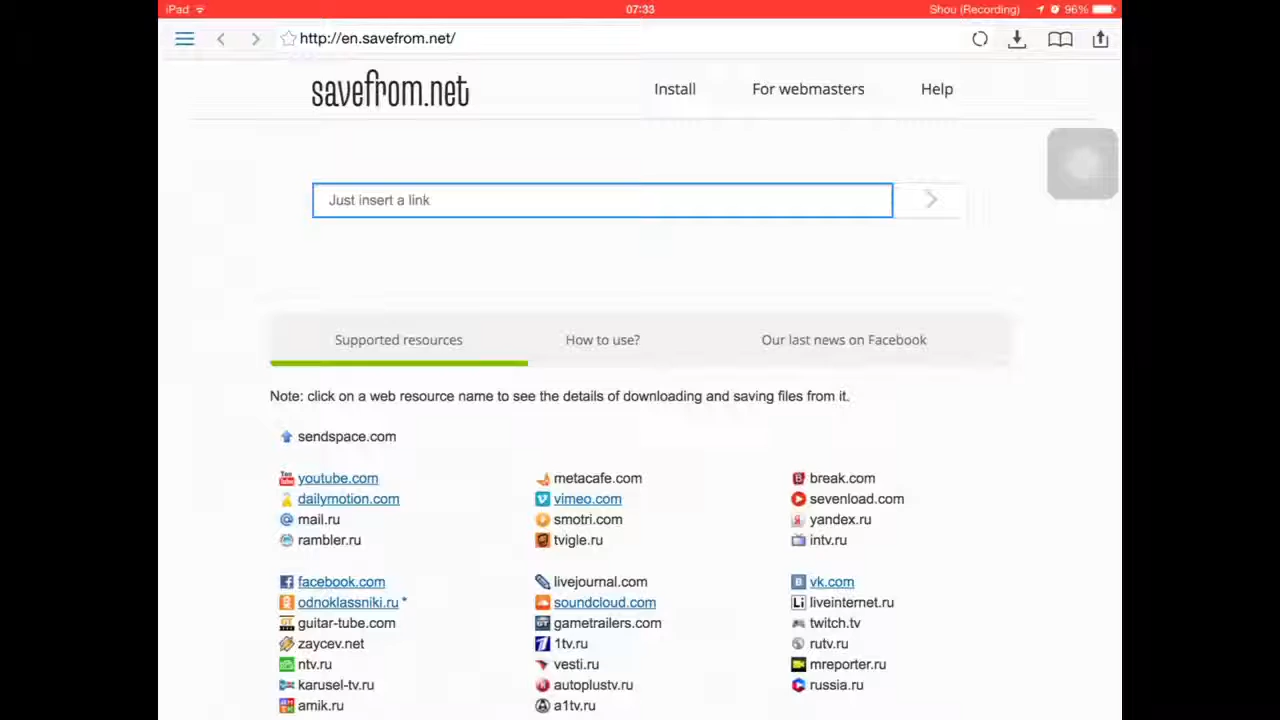 iPad 07:33 Shou (Recording) 96%
http://en.savefrom.net/
savefrom.net Install For webmasters Help
Just insert a link
Supported resources How to use? Our last news on Facebook
Note: click on a web resource name to see the details of downloading and saving files from it.
sendspace.com
youtube.com metacafe.com break.com
dailymotion.com vimeo.com sevenload.com
mail.ru smotri.com yandex.ru
rambler.ru tvigle.ru intv.ru
facebook.com livejournal.com vk.com
odnoklassniki.ru * soundcloud.com liveinternet.ru
guitar-tube.com gametrailers.com twitch.tv
zaycev.net 1tv.ru rutv.ru
ntv.ru vesti.ru mreporter.ru
karusel-tv.ru autoplustv.ru russia.ru
amik.ru a1tv.ru